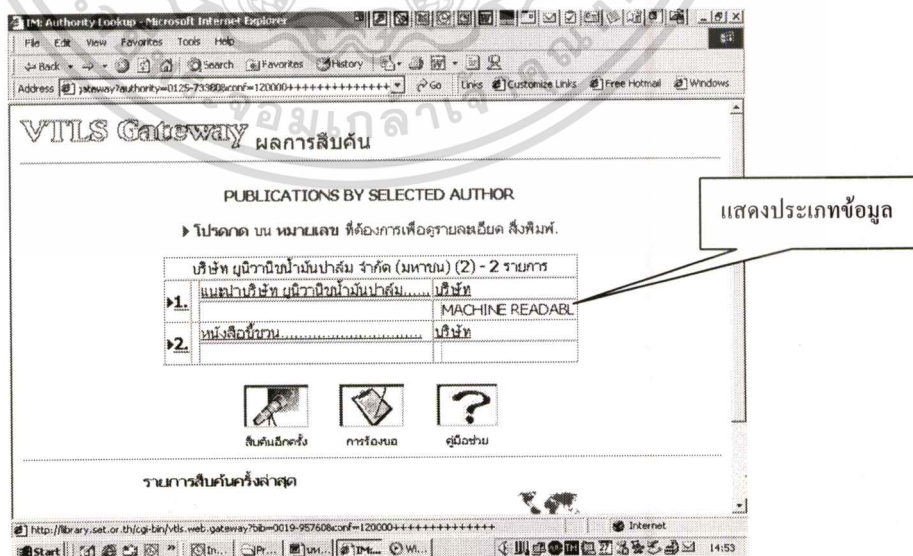 IM: Authority Lookup - Microsoft Internet Explorer
File Edit View Favorites Tools Help
Back Search Favorites History
Address gateway?authority=0125-73380&conf=120000+++++++++++++++ Go Links Customize Links Free Hotmail Windows
VTLS Gateway ผลการสืบค้น
PUBLICATIONS BY SELECTED AUTHOR
โปรดกด บน หมายเลข ที่ต้องการเพื่อดูรายละเอียด สิ่งพิมพ์.
แสดงประเภทข้อมูล
บริษัท ยูนิวานิชน้ำมันปาล์ม จำกัด (มหาชน) (2) - 2 รายการ
1. แนะนำบริษัท ยูนิวานิชน้ำมันปาล์ม...... บริษัท
MACHINE READABL
2. หนังสือชี้ชวน............................ บริษัท
สืบค้นอีกครั้ง การร้องขอ คู่มือช่วย
รายการสืบค้นครั้งล่าสุด
http://library.set.or.th/cgi-bin/vtls.web.gateway?bib=0019-95760&conf=120000+++++++++++++++ Internet
Start In... Pr... IM:... Wi... 14:53